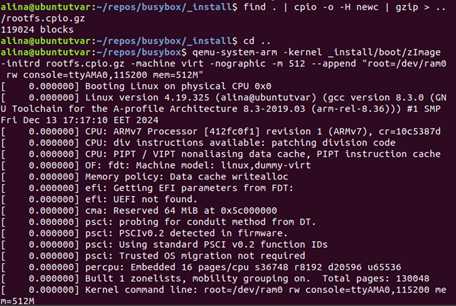 alina@ubuntutvar:~/repos/busybox/_install$ find . | cpio -o -H newc | gzip > ..
/rootfs.cpio.gz
119024 blocks
alina@ubuntutvar:~/repos/busybox/_install$ cd ..
alina@ubuntutvar:~/repos/busybox$ qemu-system-arm -kernel _install/boot/zImage
-initrd rootfs.cpio.gz -machine virt -nographic -m 512 --append "root=/dev/ram0
rw console=ttyAMA0,115200 mem=512M"
[    0.000000] Booting Linux on physical CPU 0x0
[    0.000000] Linux version 4.19.325 (alina@ubuntutvar) (gcc version 8.3.0 (GN
U Toolchain for the A-profile Architecture 8.3-2019.03 (arm-rel-8.36))) #1 SMP
Fri Dec 13 17:17:10 EET 2024
[    0.000000] CPU: ARMv7 Processor [412fc0f1] revision 1 (ARMv7), cr=10c5387d
[    0.000000] CPU: div instructions available: patching division code
[    0.000000] CPU: PIPT / VIPT nonaliasing data cache, PIPT instruction cache
[    0.000000] OF: fdt: Machine model: linux,dummy-virt
[    0.000000] Memory policy: Data cache writealloc
[    0.000000] efi: Getting EFI parameters from FDT:
[    0.000000] efi: UEFI not found.
[    0.000000] cma: Reserved 64 MiB at 0x5c000000
[    0.000000] psci: probing for conduit method from DT.
[    0.000000] psci: PSCIv0.2 detected in firmware.
[    0.000000] psci: Using standard PSCI v0.2 function IDs
[    0.000000] psci: Trusted OS migration not required
[    0.000000] percpu: Embedded 16 pages/cpu s36748 r8192 d20596 u65536
[    0.000000] Built 1 zonelists, mobility grouping on.  Total pages: 130048
[    0.000000] Kernel command line: root=/dev/ram0 rw console=ttyAMA0,115200 me
m=512M